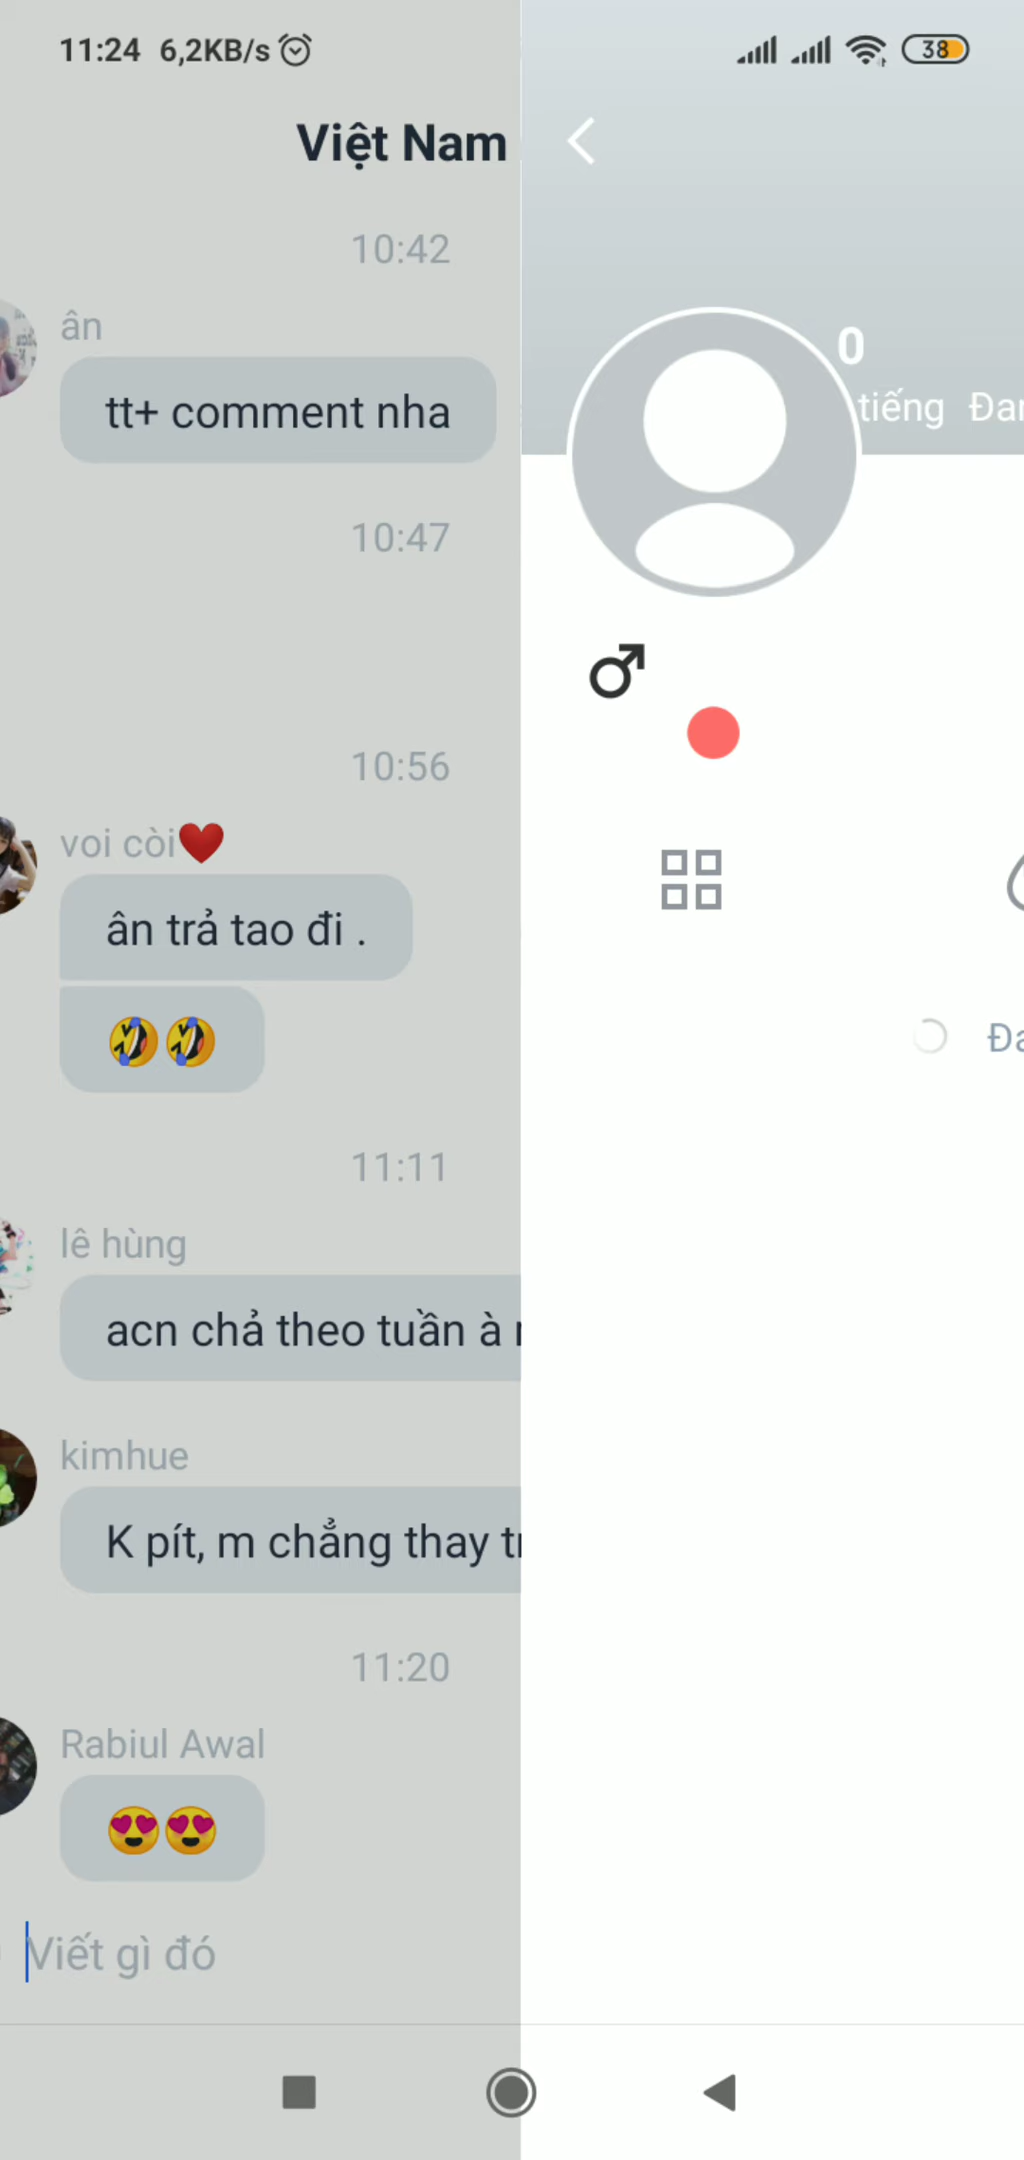 11:24 6,2KB/s
38
Việt Nam
10:42
ân
tt+ comment nha
10:47
10:56
voi còi❤️
ân trả tao đi .
🤣🤣
11:11
lê hùng
acn chả theo tuần à
kimhue
K pít, m chẳng thay
11:20
Rabiul Awal
😍😍
Viết gì đó
0
tiếng